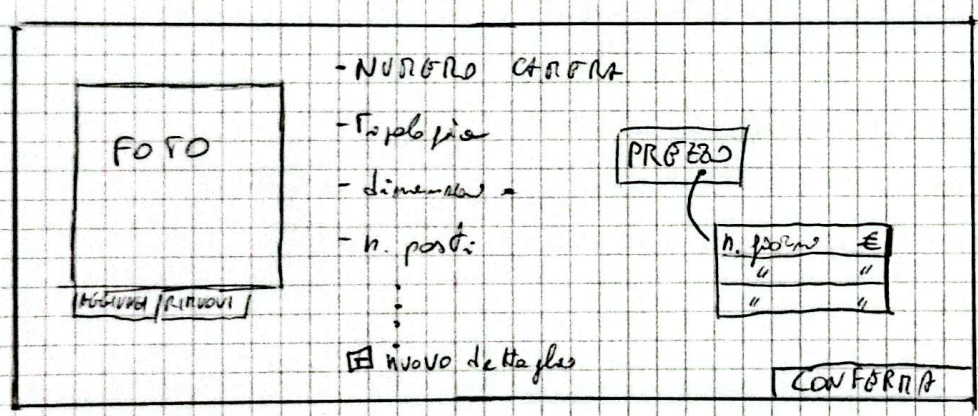 FOTO
AGGIUNGI RIMUOVI
- NUMERO CAMERA
- Tipologia
- dimensione
- n. posti
+ nuovo dettaglio
PREZZO
n. giorni €
" "
" "
CONFERMA